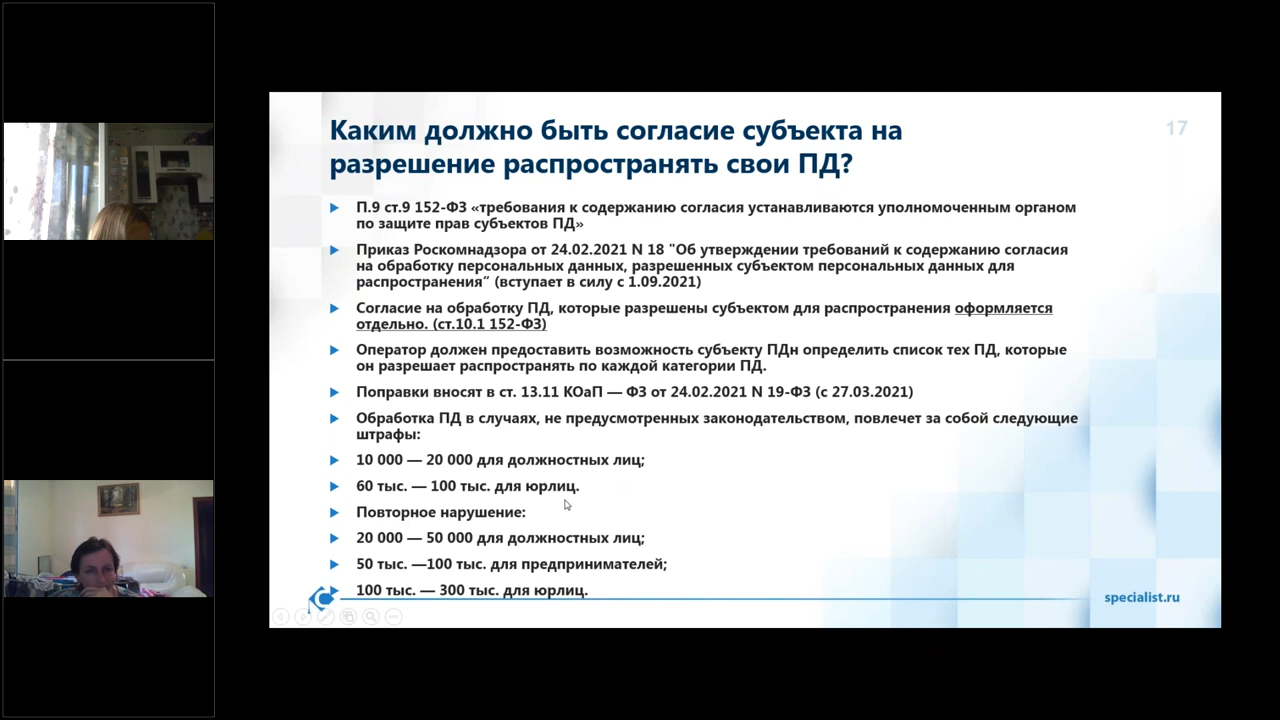 Каким должно быть согласие субъекта на
разрешение распространять свои ПД?
17
П.9 ст.9 152-ФЗ «требования к содержанию согласия устанавливаются уполномоченным органом
по защите прав субъектов ПД»
Приказ Роскомнадзора от 24.02.2021 N 18 "Об утверждении требований к содержанию согласия
на обработку персональных данных, разрешенных субъектом персональных данных для
распространения” (вступает в силу с 1.09.2021)
Согласие на обработку ПД, которые разрешены субъектом для распространения оформляется
отдельно. (ст.10.1 152-ФЗ)
Оператор должен предоставить возможность субъекту ПДн определить список тех ПД, которые
он разрешает распространять по каждой категории ПД.
Поправки вносят в ст. 13.11 КОаП — ФЗ от 24.02.2021 N 19-ФЗ (с 27.03.2021)
Обработка ПД в случаях, не предусмотренных законодательством, повлечет за собой следующие
штрафы:
10 000 — 20 000 для должностных лиц;
60 тыс. — 100 тыс. для юрлиц.
Повторное нарушение:
20 000 — 50 000 для должностных лиц;
50 тыс. —100 тыс. для предпринимателей;
100 тыс. — 300 тыс. для юрлиц.
specialist.ru